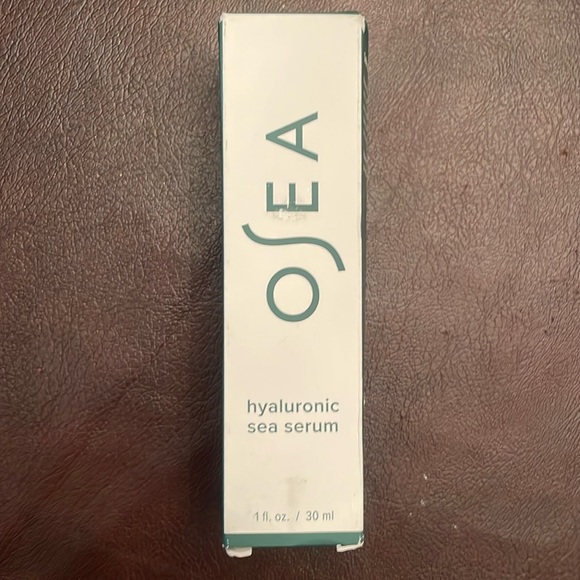 OSEA
hyaluronic
sea serum
1 fl. oz. / 30 ml